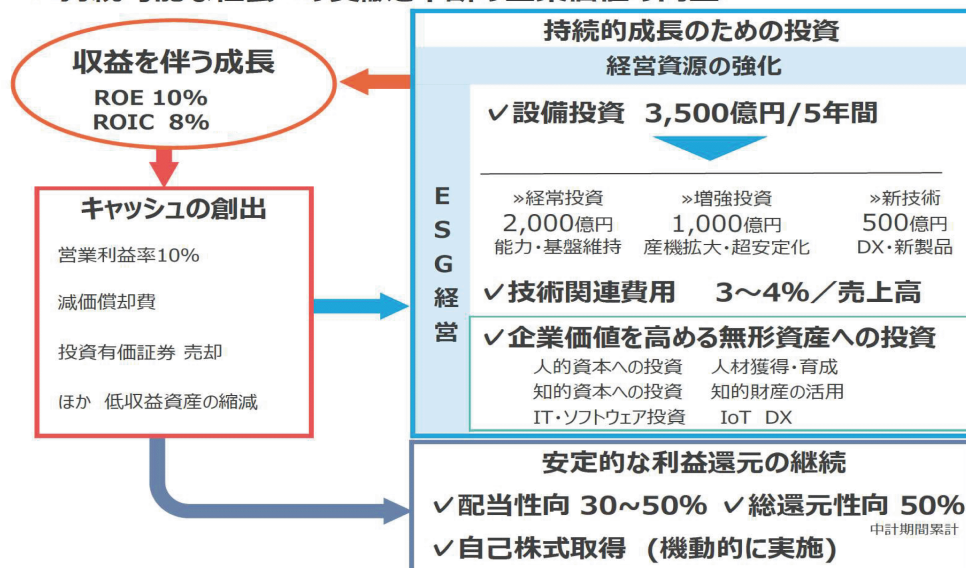 収益を伴う成長
ROE 10%
ROIC 8%
キャッシュの創出
営業利益率10%
減価償却費
投資有価証券 売却
ほか 低収益資産の縮減
持続的成長のための投資
経営資源の強化
ESG経営
✓設備投資 3,500億円/5年間
»経常投資 »増強投資 »新技術
2,000億円 1,000億円 500億円
能力・基盤維持 産機拡大・超安定化 DX・新製品
✓技術関連費用 3~4%/売上高
✓企業価値を高める無形資産への投資
人的資本への投資 人材獲得・育成
知的資本への投資 知的財産の活用
IT・ソフトウェア投資 IoT DX
安定的な利益還元の継続
✓配当性向 30~50% ✓総還元性向 50%
中計期間累計
✓自己株式取得 (機動的に実施)